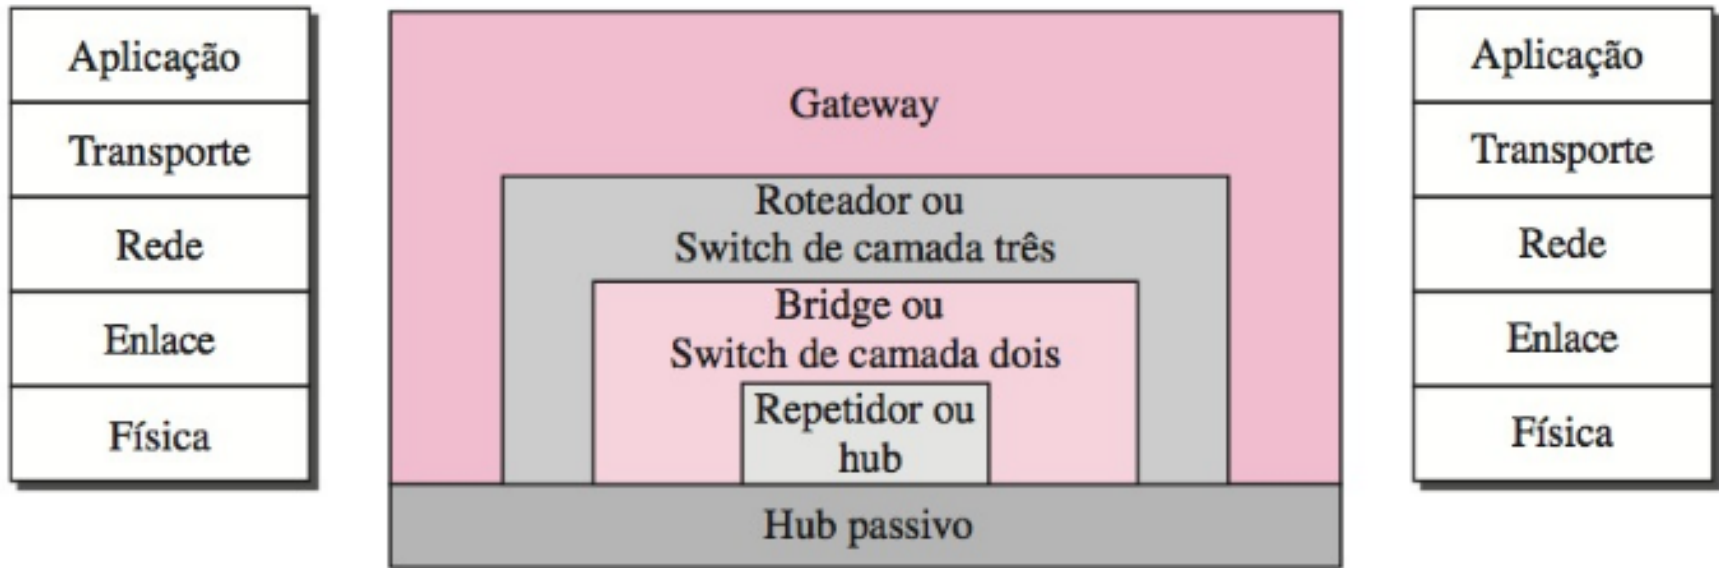 Aplicação
Transporte
Rede
Enlace
Física
Gateway
Roteador ou
Switch de camada três
Bridge ou
Switch de camada dois
Repetidor ou
hub
Hub passivo
Aplicação
Transporte
Rede
Enlace
Física